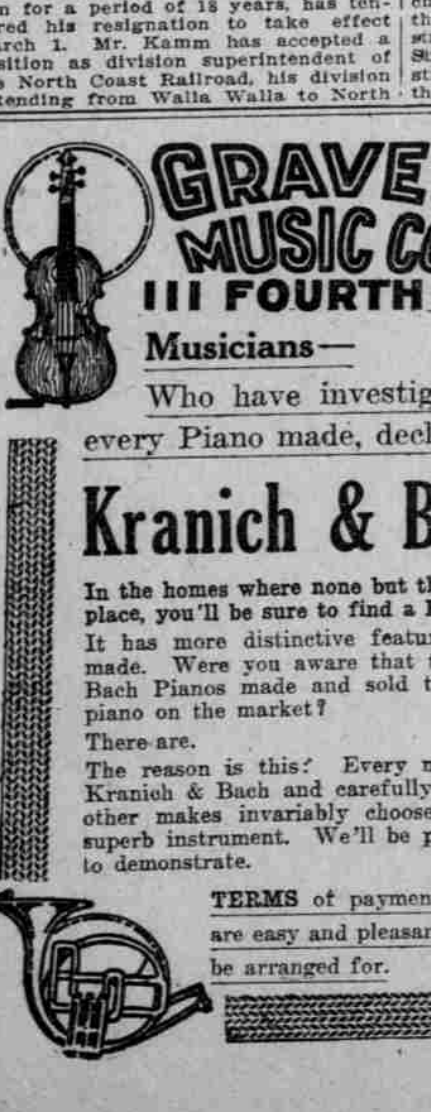 n for a period of 18 years, has ten-
red his resignation to take effect
arch 1. Mr. Kamm has accepted a
sition as division superintendent of
e North Coast Railroad, his division
tending from Walla Walla to North
GRAVE
MUSIC CO
111 FOURTH
Musicians—
Who have investig
every Piano made, decl
Kranich & B
In the homes where none but th
place, you'll be sure to find a
It has more distinctive featur
made. Were you aware that t
Bach Pianos made and sold t
piano on the market?
There are.
The reason is this: Every m
Kranich & Bach and carefully
other makes invariably choose
superb instrument. We'll be p
to demonstrate.
TERMS of paymen
are easy and pleasan
be arranged for.